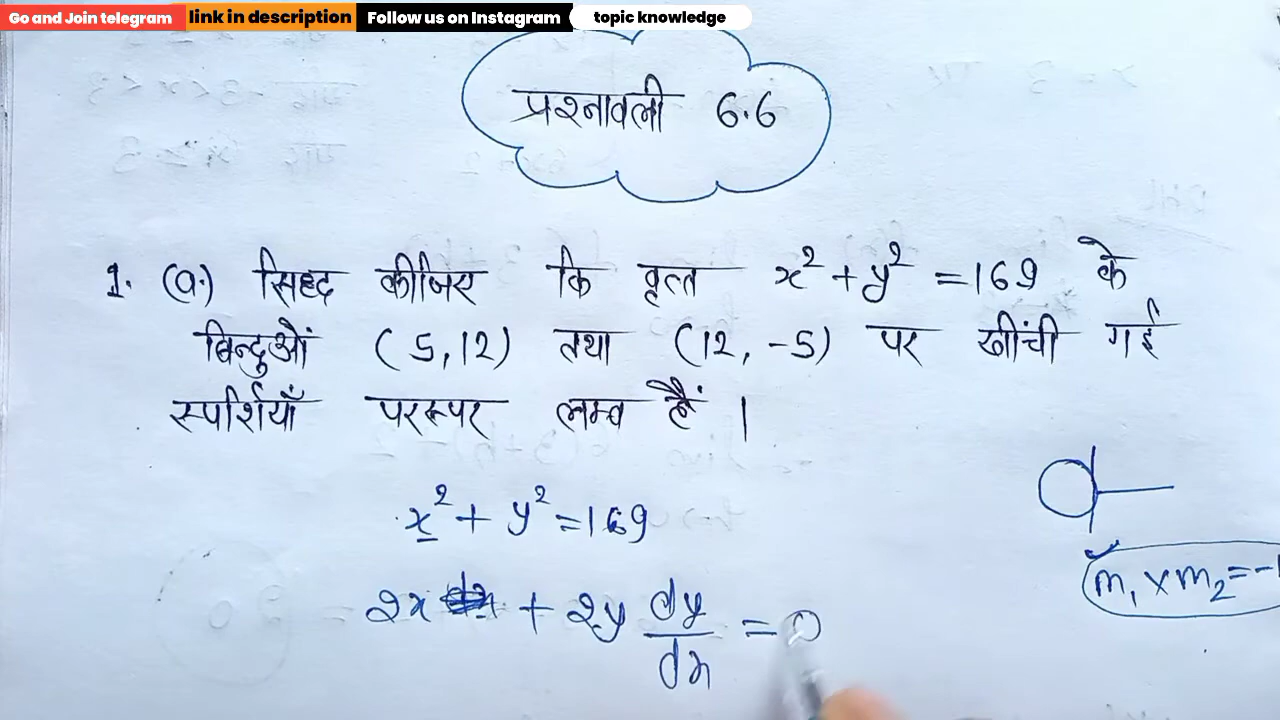 Go and Join telegram link in description Follow us on Instagram topic knowledge
प्रश्नावली 6.6
1. (a.) सिद्ध कीजिए कि वृत्त x² + y² = 169 के
बिन्दुओं (5,12) तथा (12, -5) पर खींची गई
स्पर्शियाँ परस्पर लम्ब हैं ।
x² + y² = 169
m₁ × m₂ = -1
2x + 2y dy/dx = 0